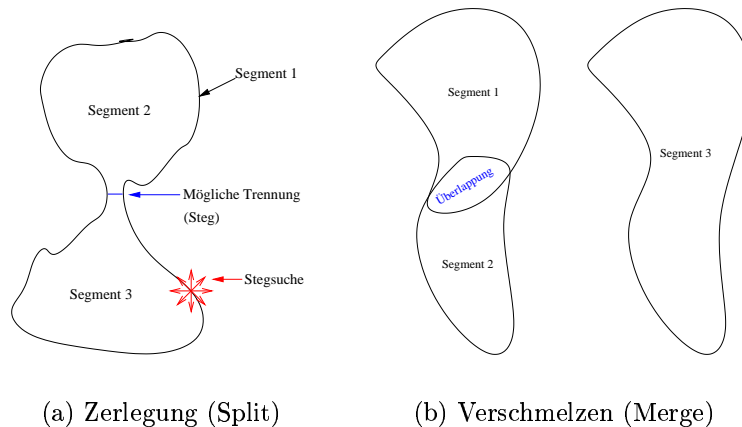 Segment 1
Segment 2
Mögliche Trennung
(Steg)
Stegsuche
Segment 3
(a) Zerlegung (Split)
Segment 1
Überlappung
Segment 2
Segment 3
(b) Verschmelzen (Merge)